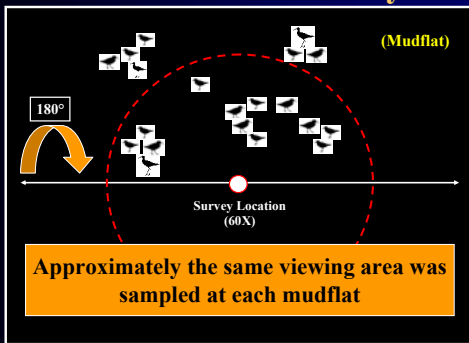 (Mudflat)
180°
Survey Location
(60X)
Approximately the same viewing area was
sampled at each mudflat